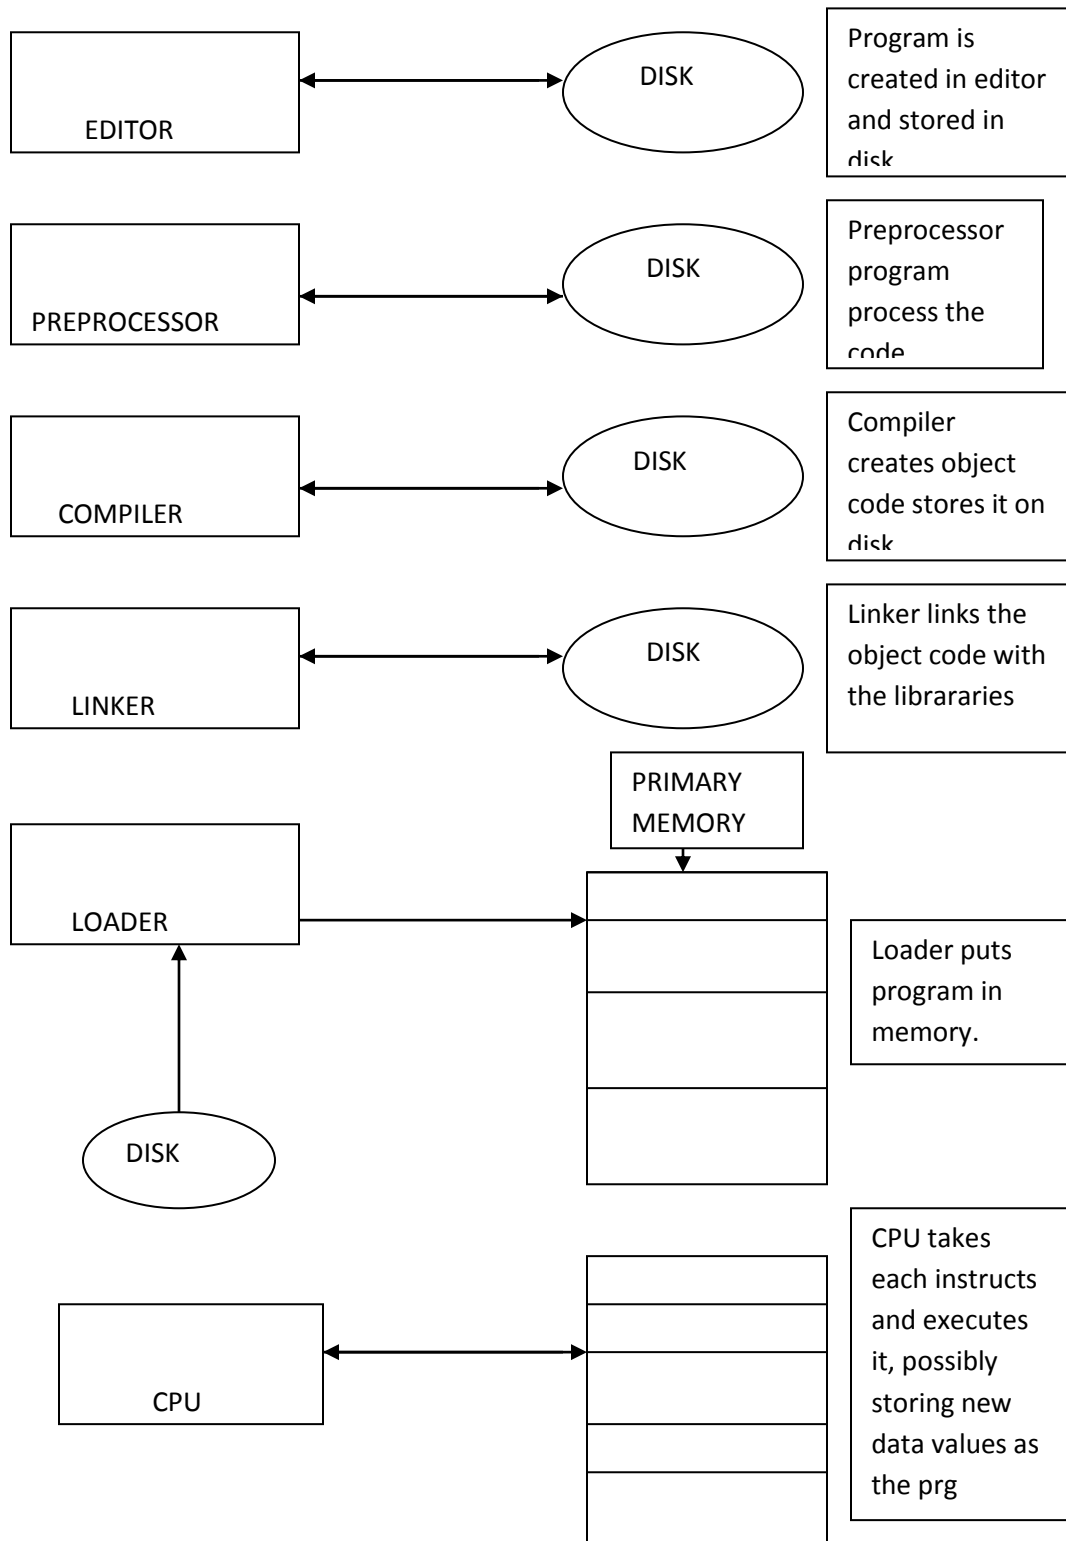 EDITOR
DISK
Program is
created in editor
and stored in
disk
PREPROCESSOR
DISK
Preprocessor
program
process the
code
COMPILER
DISK
Compiler
creates object
code stores it on
disk
LINKER
DISK
Linker links the
object code with
the librararies
PRIMARY
MEMORY
LOADER
Loader puts
program in
memory.
DISK
CPU
CPU takes
each instructs
and executes
it, possibly
storing new
data values as
the prg